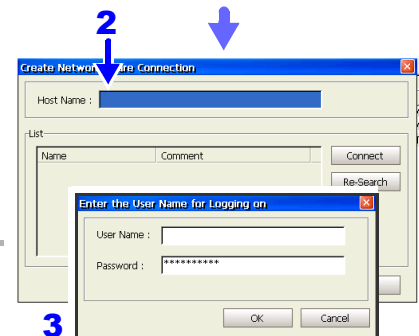 2
Create Network Share Connection
Host Name :
List
Name Comment
Connect
Re-Search
Enter the User Name for Logging on
User Name :
Password : **********
OK Cancel
3